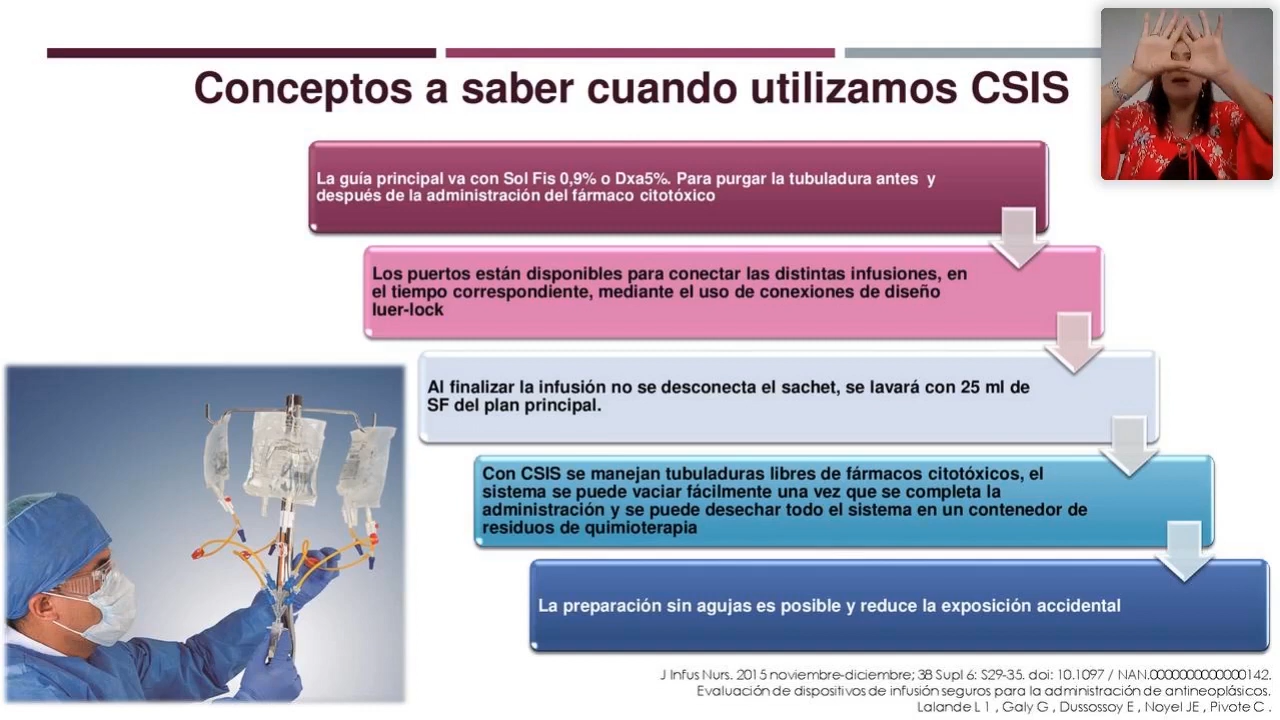 Conceptos a saber cuando utilizamos CSIS
La guía principal va con Sol Fis 0,9% o Dxa5%. Para purgar la tubuladura antes y
después de la administración del fármaco citotóxico
Los puertos están disponibles para conectar las distintas infusiones, en
el tiempo correspondiente, mediante el uso de conexiones de diseño
luer-lock
Al finalizar la infusión no se desconecta el sachet, se lavará con 25 ml de
SF del plan principal.
Con CSIS se manejan tubuladuras libres de fármacos citotóxicos, el
sistema se puede vaciar fácilmente una vez que se completa la
administración y se puede desechar todo el sistema en un contenedor de
residuos de quimioterapia
La preparación sin agujas es posible y reduce la exposición accidental
J Infus Nurs. 2015 noviembre-diciembre; 38 Supl 6: S29-35. doi: 10.1097 / NAN.0000000000000142.
Evaluación de dispositivos de infusión seguros para la administración de antineoplásicos.
Lalande L 1 , Galy G , Dussossoy E , Noyel JE , Pivote C .